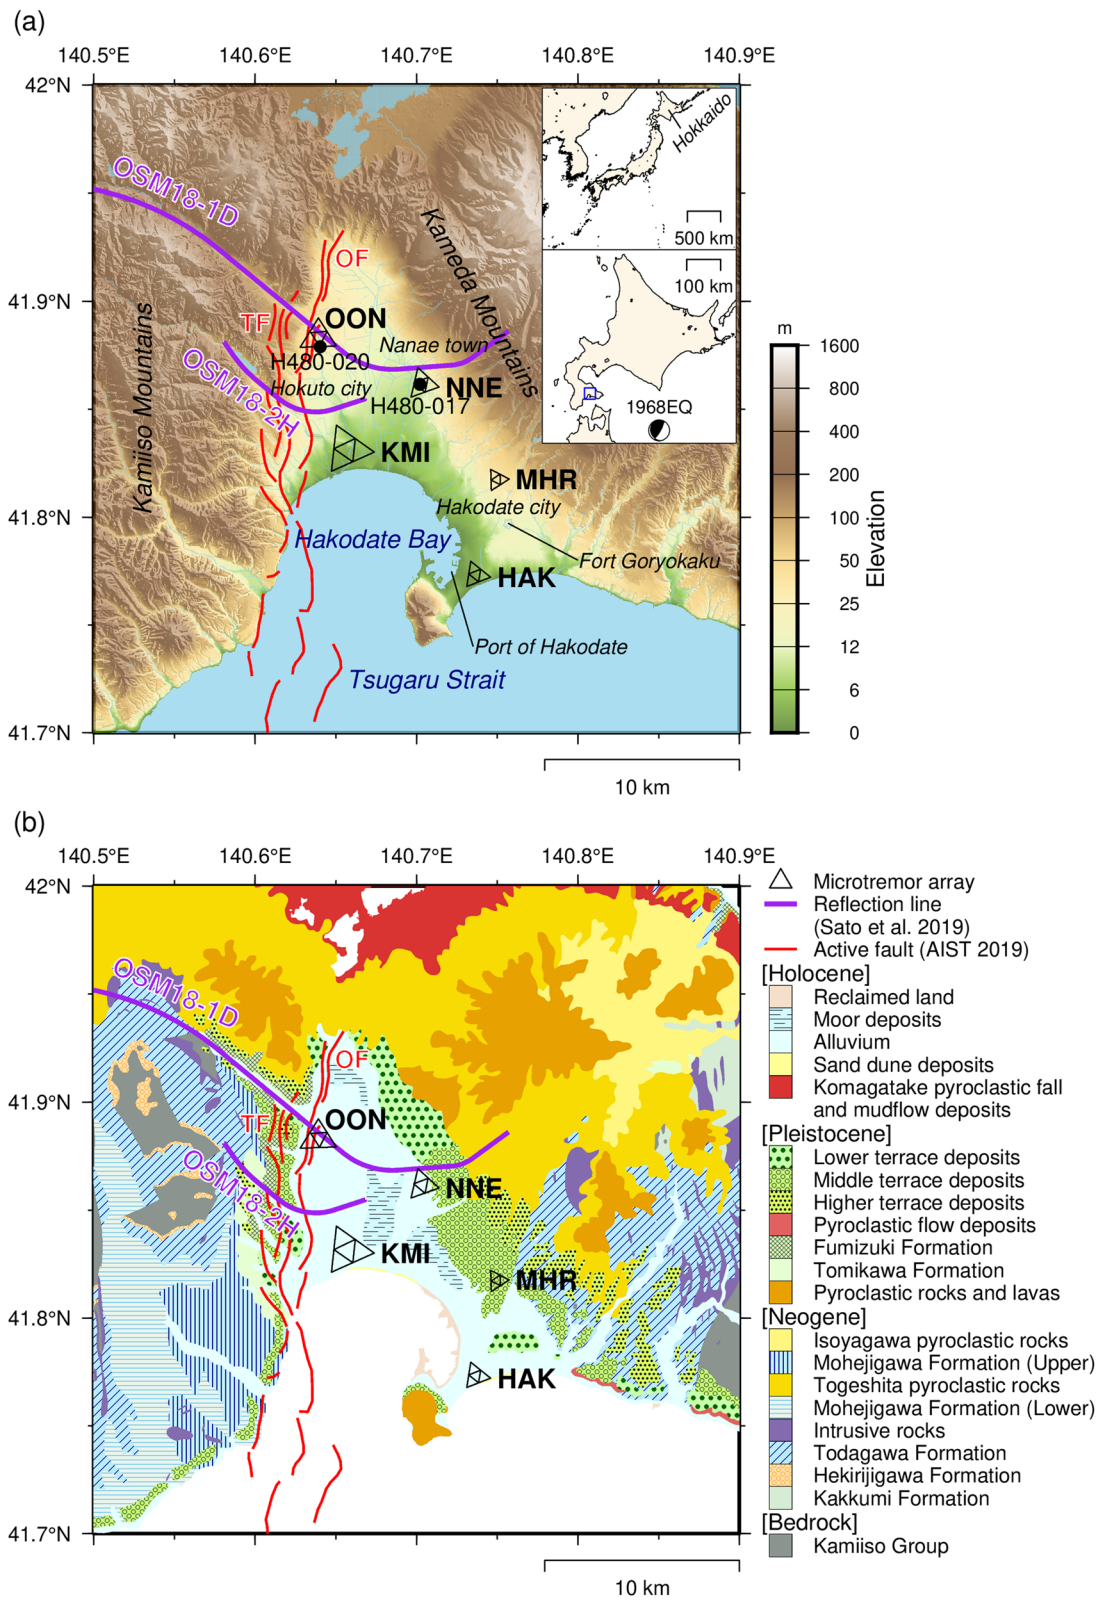 (a)
140.5°E 140.6°E 140.7°E 140.8°E 140.9°E
42°N
41.9°N
41.8°N
41.7°N
OSM18-1D
OSM18-2H
Kamiiso Mountains
Kameda Mountains
OF
TF
OON
H480-020
Nanae town
Hokuto city
NNE
H480-017
KMI
MHR
Hakodate city
Hakodate Bay
Fort Goryokaku
HAK
Port of Hakodate
Tsugaru Strait
Hokkaido
500 km
100 km
1968EQ
m
1600
800
400
200
100
50
25
12
6
0
Elevation
10 km
(b)
140.5°E 140.6°E 140.7°E 140.8°E 140.9°E
42°N
41.9°N
41.8°N
41.7°N
OSM18-1D
OSM18-2H
OF
TF
OON
NNE
KMI
MHR
HAK
10 km
Microtremor array
Reflection line
(Sato et al. 2019)
Active fault (AIST 2019)
[Holocene]
Reclaimed land
Moor deposits
Alluvium
Sand dune deposits
Komagatake pyroclastic fall
and mudflow deposits
[Pleistocene]
Lower terrace deposits
Middle terrace deposits
Higher terrace deposits
Pyroclastic flow deposits
Fumizuki Formation
Tomikawa Formation
Pyroclastic rocks and lavas
[Neogene]
Isoyagawa pyroclastic rocks
Mohejigawa Formation (Upper)
Togeshita pyroclastic rocks
Mohejigawa Formation (Lower)
Intrusive rocks
Todagawa Formation
Hekirijigawa Formation
Kakkumi Formation
[Bedrock]
Kamiiso Group